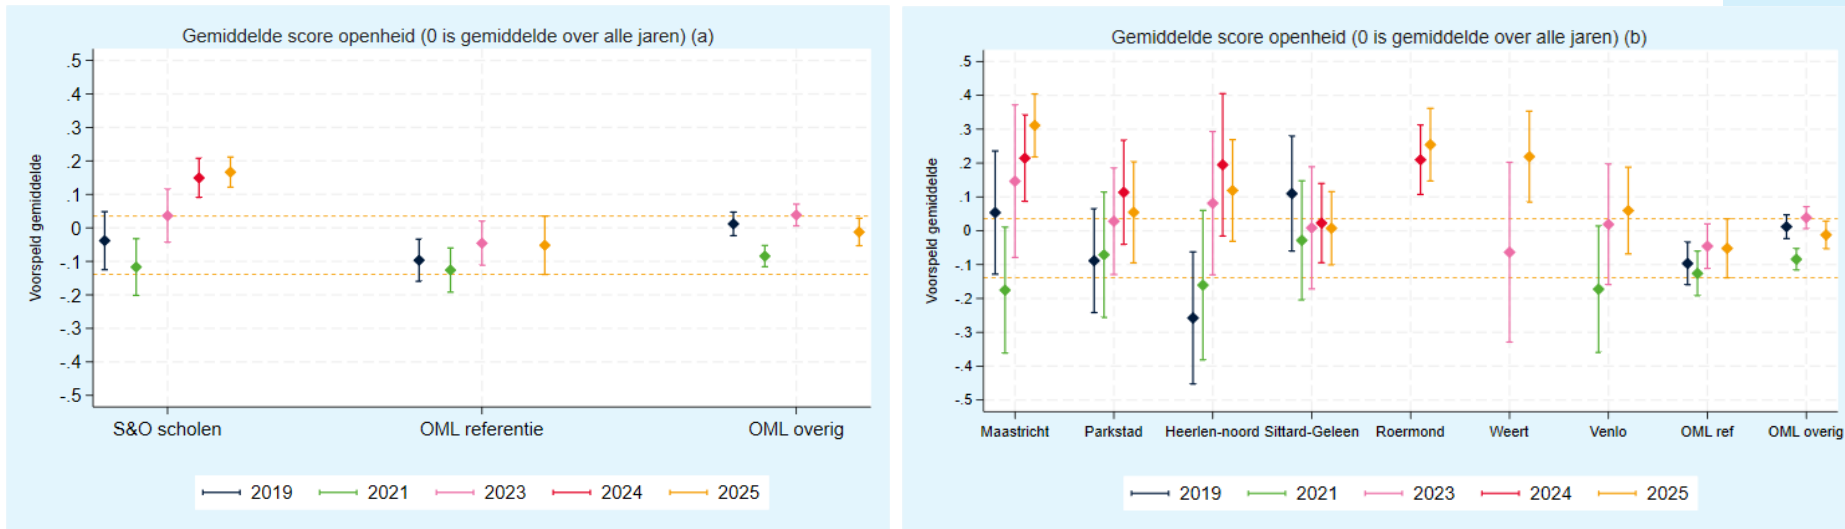 Gemiddelde score openheid (0 is gemiddelde over alle jaren) (a)
Voorspeld gemiddelde
.5
.4
.3
.2
.1
0
-.1
-.2
-.3
-.4
-.5
S&O scholen OML referentie OML overig
2019 2021 2023 2024 2025
Gemiddelde score openheid (0 is gemiddelde over alle jaren) (b)
Voorspeld gemiddelde
.5
.4
.3
.2
.1
0
-.1
-.2
-.3
-.4
-.5
Maastricht Parkstad Heerlen-noord Sittard-Geleen Roermond Weert Venlo OML ref OML overig
2019 2021 2023 2024 2025